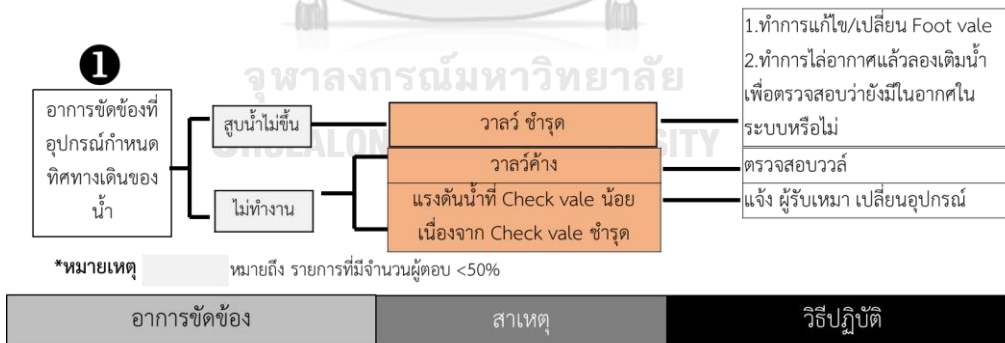 1.ทำการแก้ไข/เปลี่ยน Foot vale
2.ทำการไล่อากาศแล้วลองเติมน้ำ
เพื่อตรวจสอบว่ายังมีในอากศใน
ระบบหรือไม่
❶
จุฬาลงกรณ์มหาวิทยาลัย
อาการขัดข้องที่
อุปกรณ์กำหนด
ทิศทางเดินของ
น้ำ
สูบน้ำไม่ขึ้น
วาลว์ ชำรุด
SITY
วาลว์ค้าง
ตรวจสอบววล์
ไม่ทำงาน
แรงดันน้ำที่ Check vale น้อย
เนื่องจาก Check vale ชำรุด
แจ้ง ผู้รับเหมา เปลี่ยนอุปกรณ์
*หมายเหตุ หมายถึง รายการที่มีจำนวนผู้ตอบ <50%
อาการขัดข้อง สาเหตุ วิธีปฏิบัติ